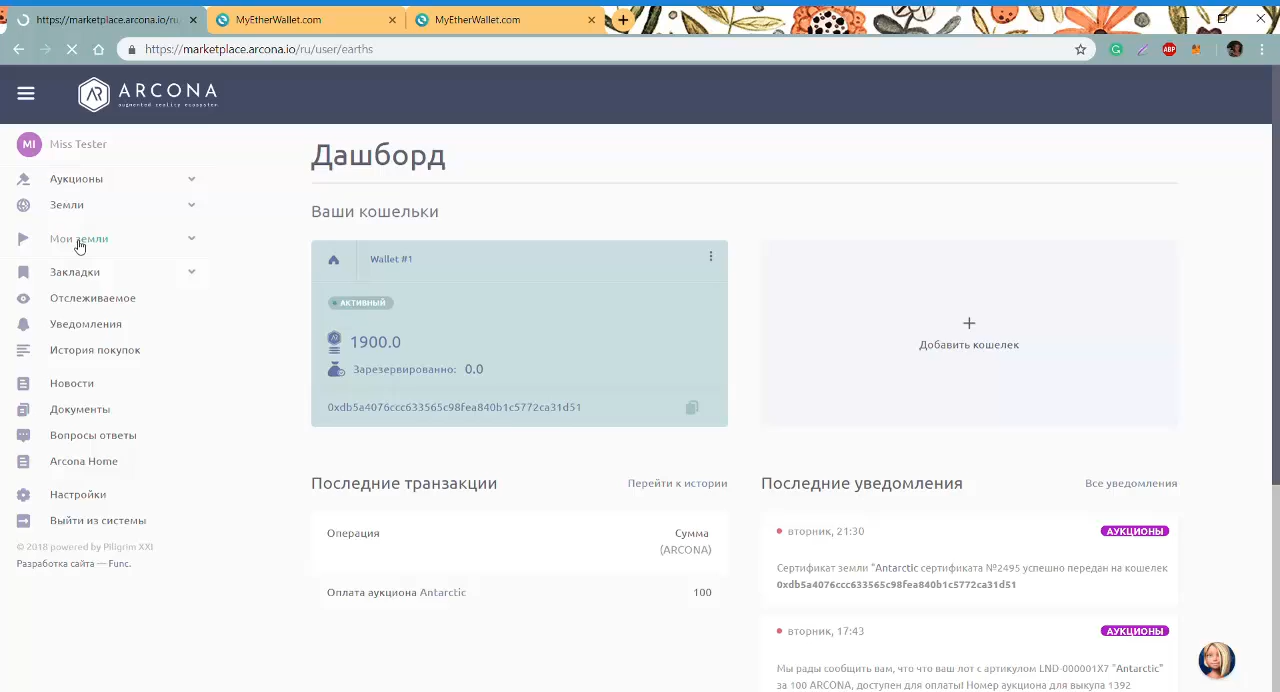 https://marketplace.arcona.io/ru
MyEtherWallet.com
MyEtherWallet.com
https://marketplace.arcona.io/ru/user/earths
ABP
ARCONA
augmented reality ecosystem
MI
Miss Tester
Аукционы
Земли
Мои земли
Закладки
Отслеживаемое
Уведомления
История покупок
Новости
Документы
Вопросы ответы
Arcona Home
Настройки
Выйти из системы
© 2018 powered by Piligrim XXI
Разработка сайта — Func.
Дашборд
Ваши кошельки
Wallet #1
АКТИВНЫЙ
1900.0
Зарезервированно: 0.0
0xdb5a4076ccc633565c98fea840b1c5772ca31d51
Добавить кошелек
Последние транзакции
Перейти к истории
Операция
Сумма
(ARCONA)
Оплата аукциона Antarctic
100
Последние уведомления
Все уведомления
вторник, 21:30
АУКЦИОНЫ
Сертификат земли "Antarctic сертификата №2495 успешно передан на кошелек
0xdb5a4076ccc633565c98fea840b1c5772ca31d51
вторник, 17:43
АУКЦИОНЫ
Мы рады сообщить вам, что что ваш лот с артикулом LND-000001X7 "Antarctic"
за 100 ARCONA, доступен для оплаты! Номер аукциона для выкупа 1392